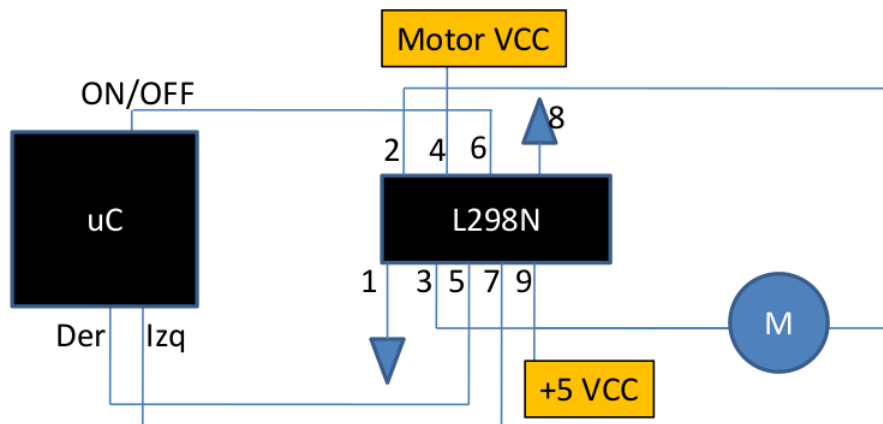 Motor VCC
ON/OFF
8
2 4 6
uC
L298N
1 3 5 7 9
Der Izq
M
+5 VCC